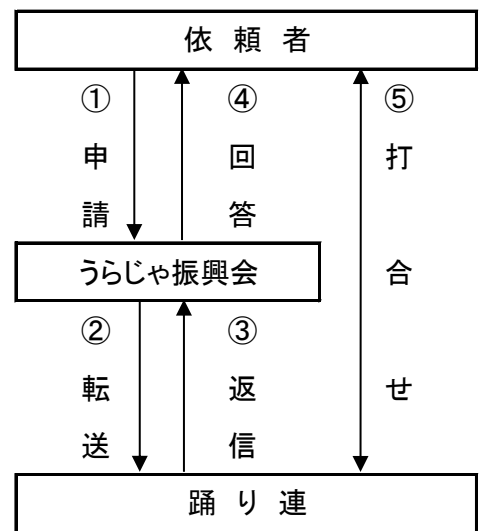 依頼者
①申請
④回答
⑤打合せ
うらじゃ振興会
②転送
③返信
踊り連